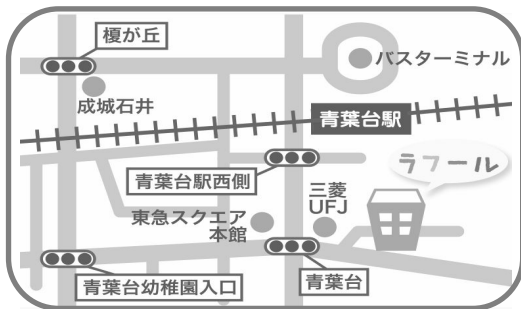 榎が丘
バスターミナル
成城石井
青葉台駅
青葉台駅西側
ラフール
三菱
UFJ
東急スクエア
本館
青葉台幼稚園入口
青葉台